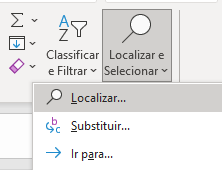 Classificar
e Filtrar
Localizar e
Selecionar
Localizar...
Substituir...
Ir para...